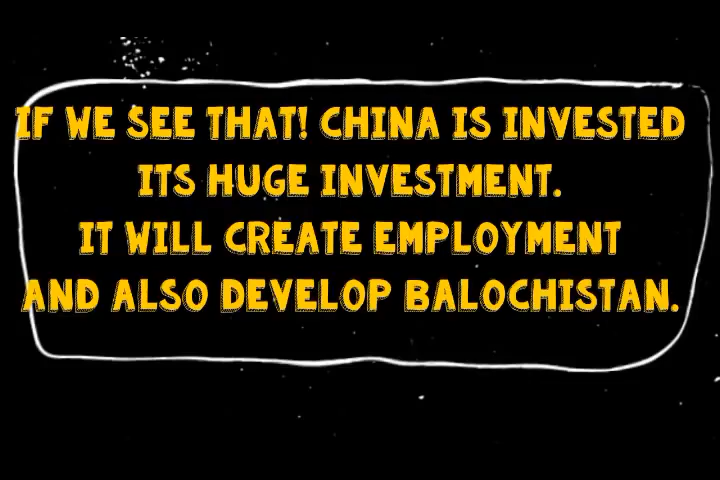 IF WE SEE THAT! CHINA IS INVESTED
ITS HUGE INVESTMENT.
IT WILL CREATE EMPLOYMENT
AND ALSO DEVELOP BALOCHISTAN.